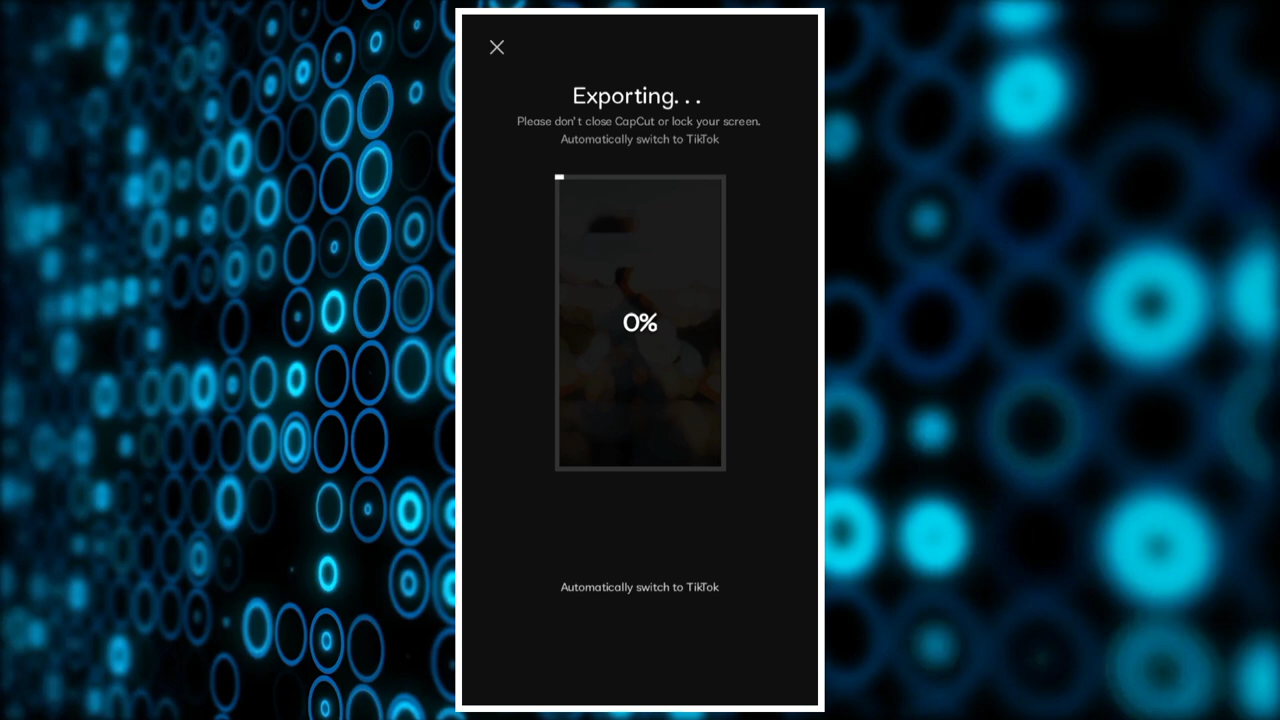 Exporting...
Please don't close CapCut or lock your screen.
Automatically switch to TikTok
0%
Automatically switch to TikTok